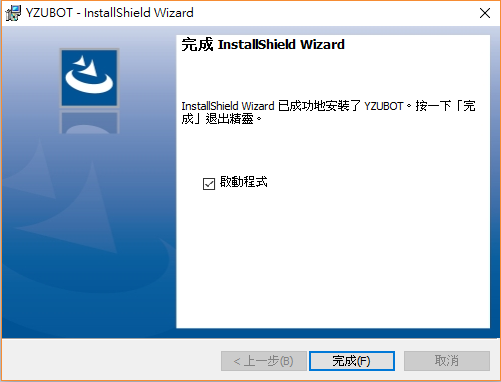 YZUBOT - InstallShield Wizard
完成 InstallShield Wizard
InstallShield Wizard 已成功地安裝了 YZUBOT。按一下「完
成」退出精靈。
啟動程式
< 上一步(B)
完成(F)
取消